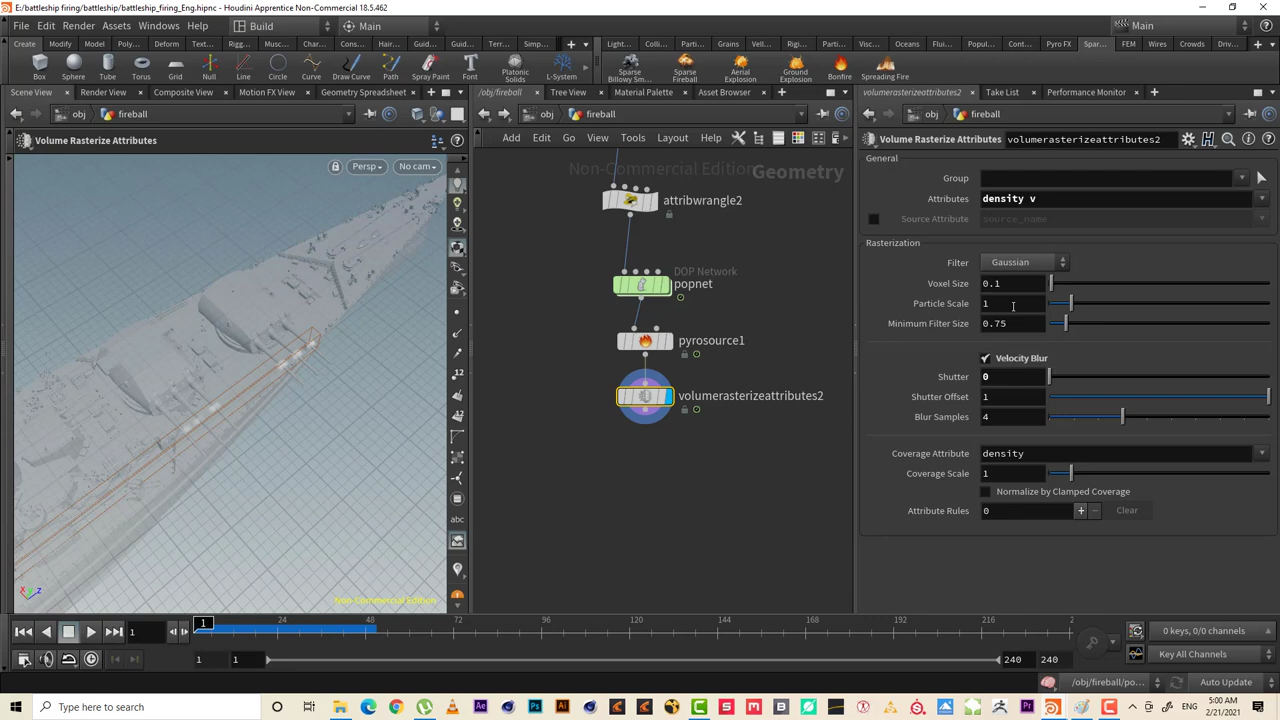 E:/battleship firing/battleship/battleship_firing_Eng.hipnc - Houdini Apprentice Non-Commercial 18.5.462
File Edit Render Assets Windows Help Build Main Main
Create Modify Model Poly... Deform Text... Rigg... Musc... Char... Cons... Hair... Guid... Guid... Terr... Simp... Light... Colli... Parti... Grains Vell... Rigi... Parti... Visc... Oceans Flui... Popul... Cont... Pyro FX Spar... FEM Wires Crowds Driv...
Box Sphere Tube Torus Grid Null Line Circle Curve Draw Curve Path Spray Paint Font Platonic Solids L-System Sparse Billowy Sm... Sparse Fireball Aerial Explosion Ground Explosion Bonfire Spreading Fire
Scene View Render View Composite View Motion FX View Geometry Spreadsheet /obj/fireball Tree View Material Palette Asset Browser volumerasterizeattributes2 Take List Performance Monitor
obj fireball obj fireball obj fireball
Volume Rasterize Attributes Add Edit Go View Tools Layout Help Volume Rasterize Attributes volumerasterizeattributes2
Persp No cam
Non-Commercial Edition Geometry
attribwrangle2
DOP Network
popnet
pyrosource1
volumerasterizeattributes2
abc
Non-Commercial Edition
x y z
General
Group
Attributes density v
Source Attribute source_name
Rasterization
Filter Gaussian
Voxel Size 0.1
Particle Scale 1
Minimum Filter Size 0.75
Velocity Blur
Shutter 0
Shutter Offset 1
Blur Samples 4
Coverage Attribute density
Coverage Scale 1
Normalize by Clamped Coverage
Attribute Rules 0 + - Clear
1 1 24 48 72 96 120 144 168 192 216 2
0 keys, 0/0 channels
1 1 240 240 Key All Channels
/obj/fireball/po... Auto Update
Type here to search
5:00 AM
2/21/2021